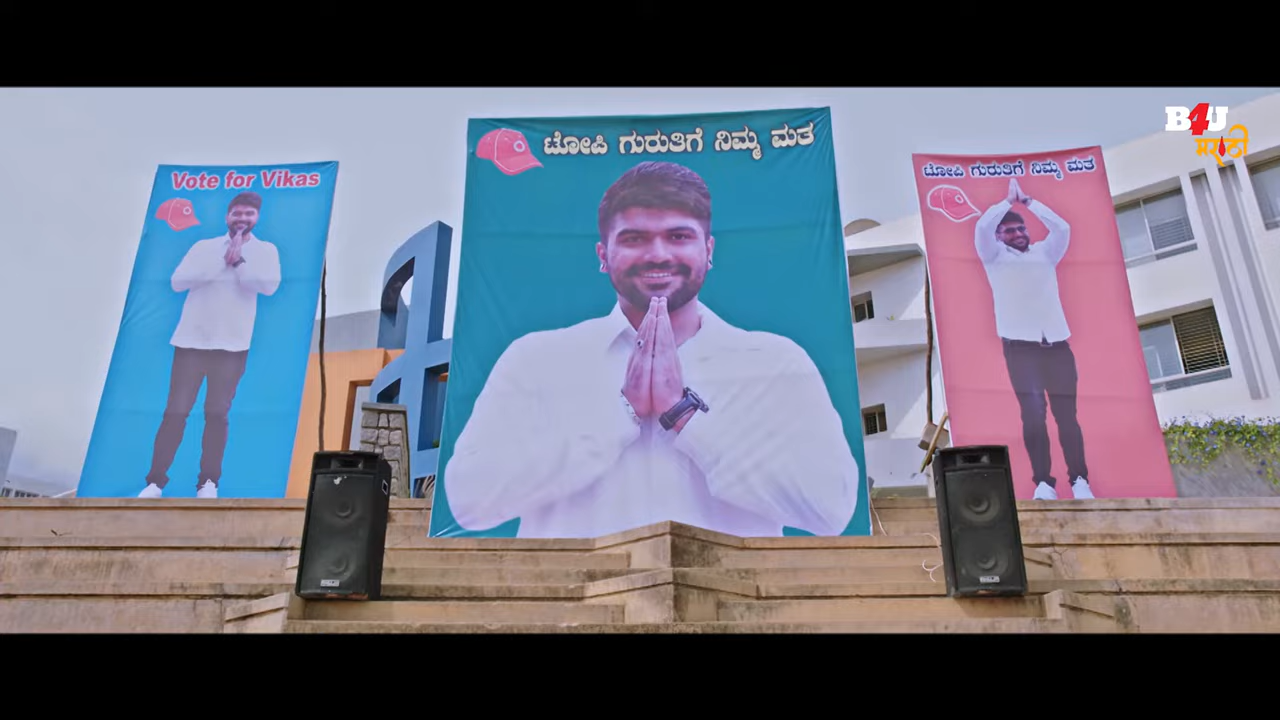 Vote for Vikas
ಟೋಪಿ ಗುರುತಿಗೆ ನಿಮ್ಮ ಮತ
ಟೋಪಿ ಗುರುತಿಗೆ ನಿಮ್ಮ ಮತ
B4U
मराठी